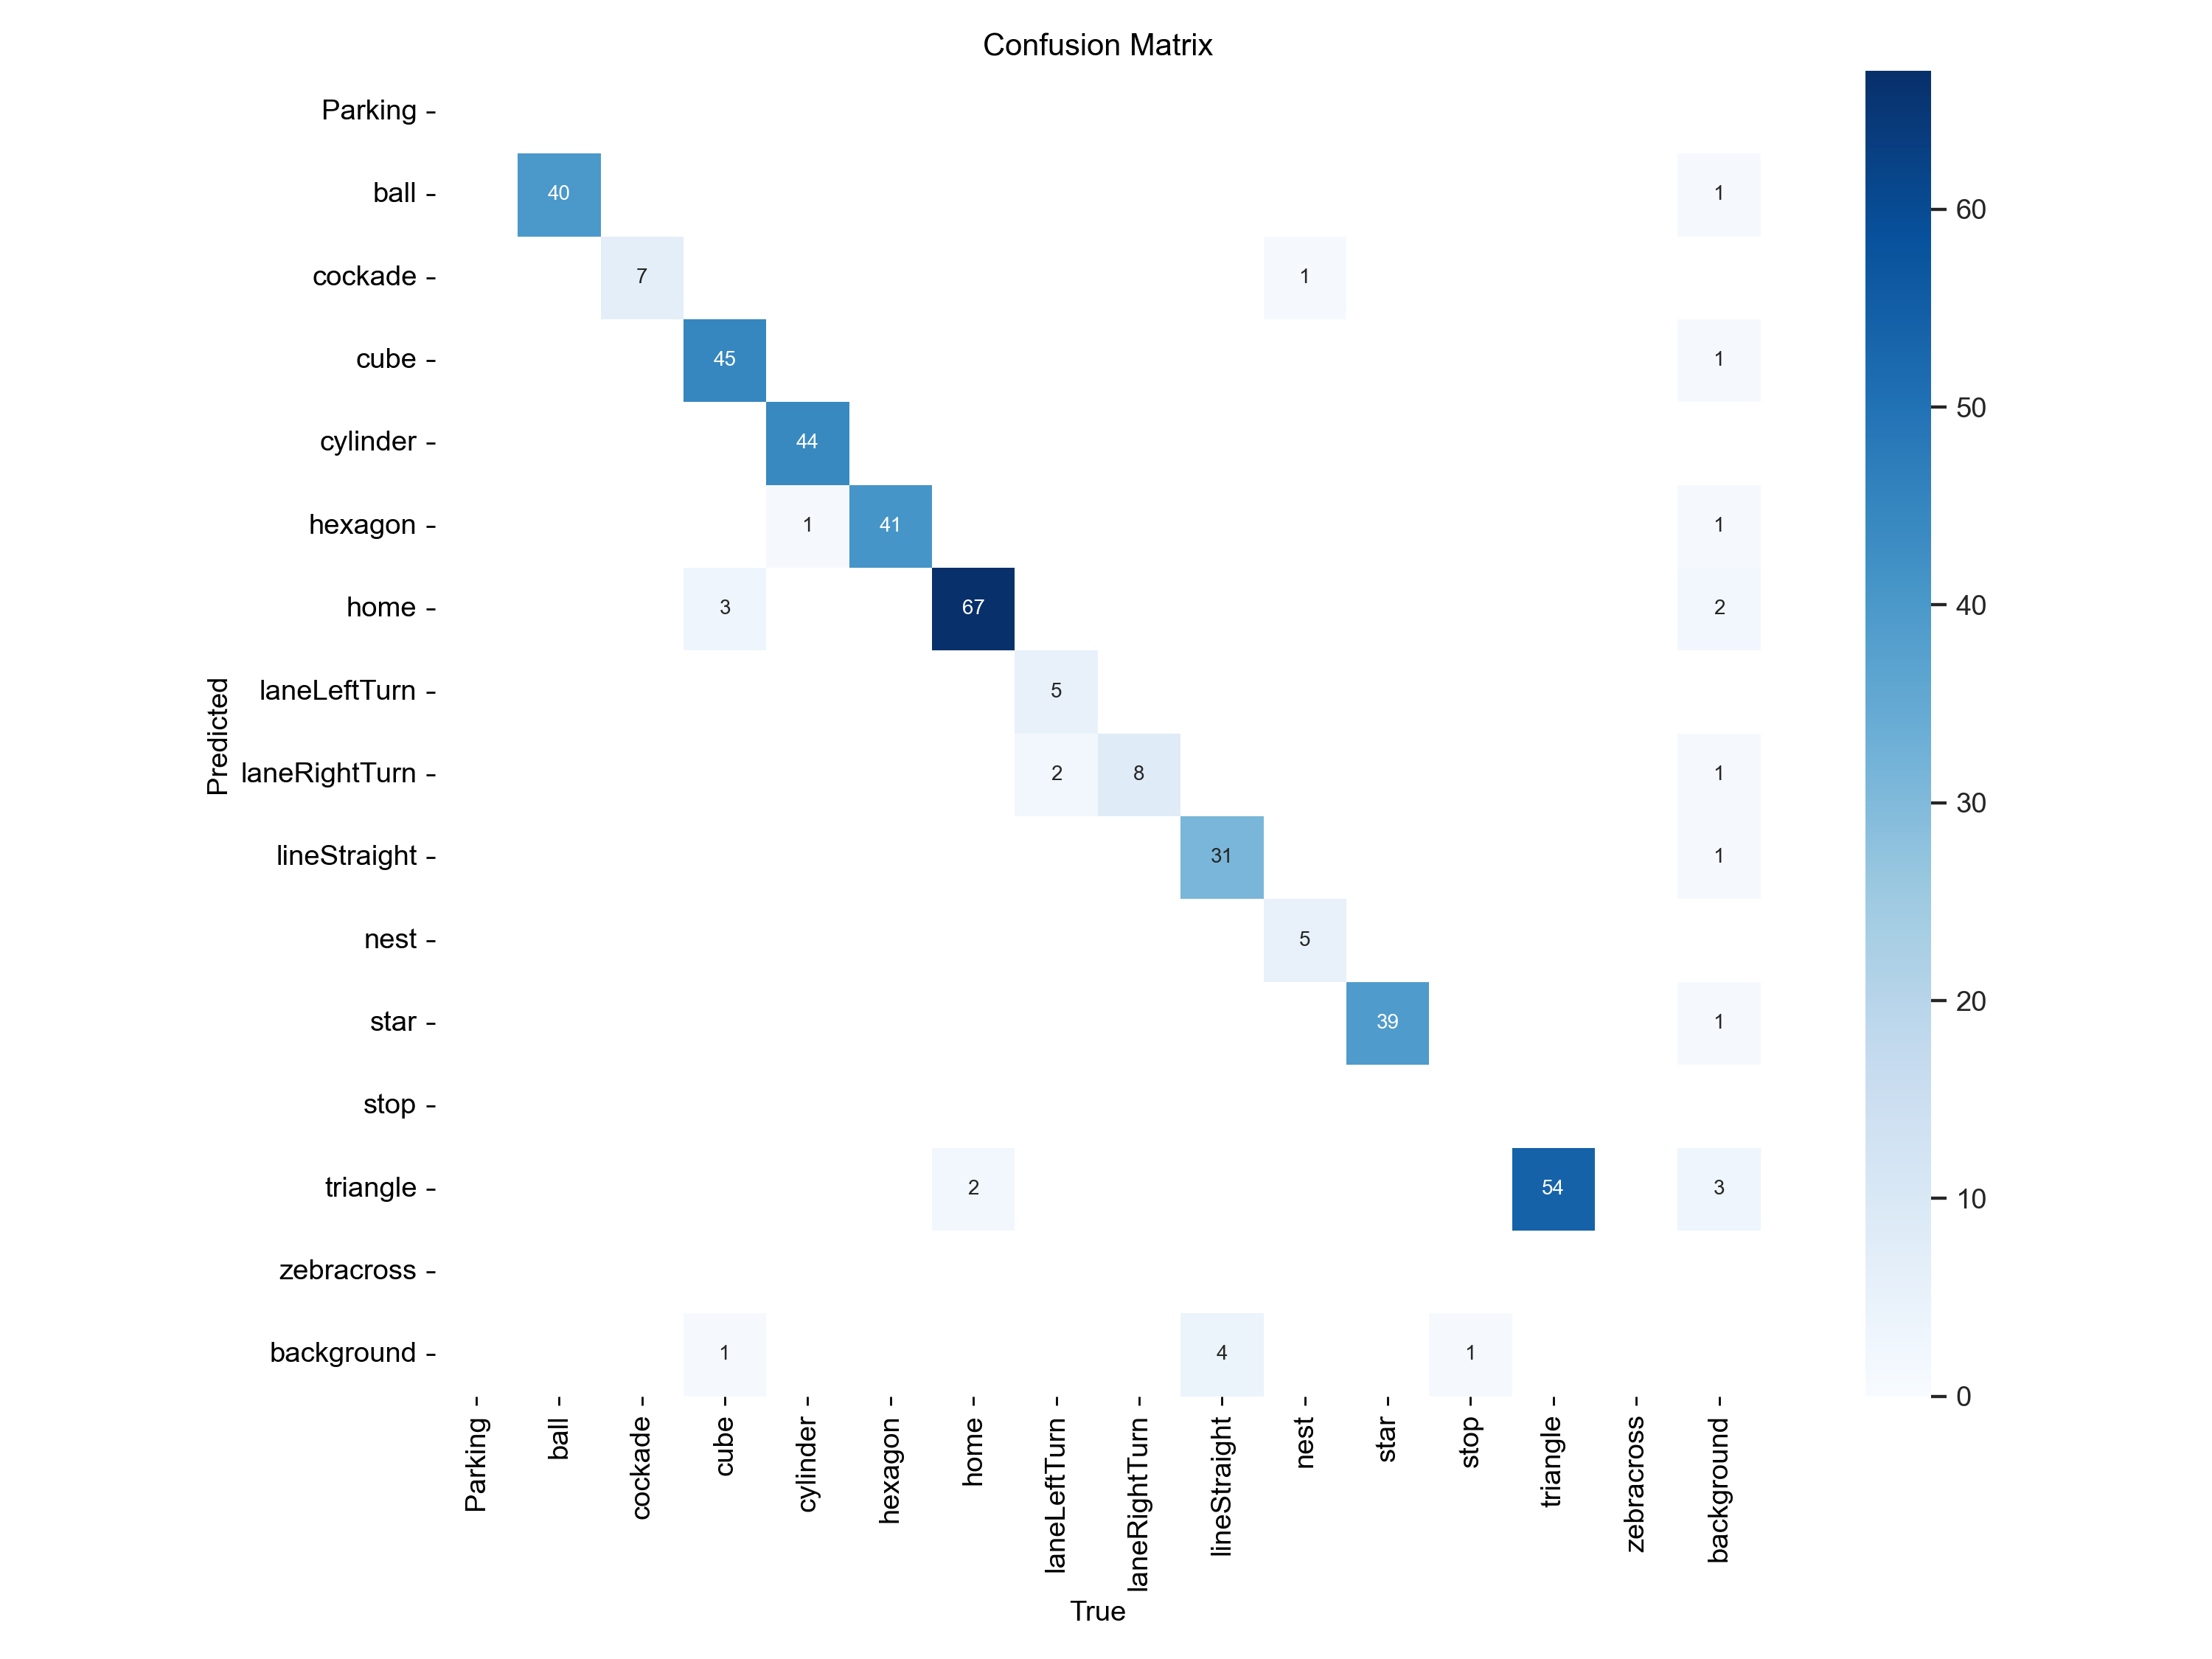 Confusion Matrix
Parking
ball 40 1
cockade 7 1
cube 45 1
cylinder 44
hexagon 1 41 1
home 3 67 2
laneLeftTurn 5
laneRightTurn 2 8 1
lineStraight 31 1
nest 5
star 39 1
stop
triangle 2 54 3
zebracross
background 1 4 1
Predicted
Parking ball cockade cube cylinder hexagon home laneLeftTurn laneRightTurn lineStraight nest star stop triangle zebracross background
True
60
50
40
30
20
10
0